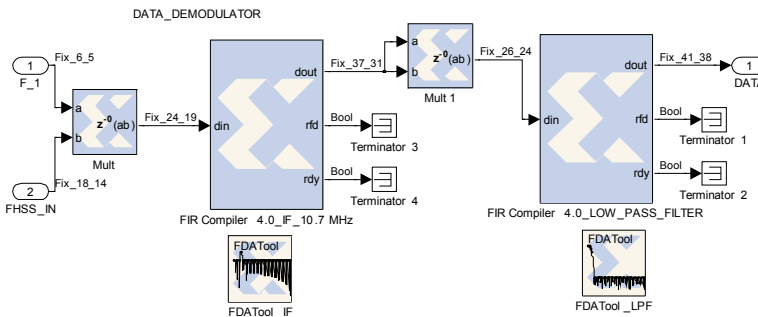 DATA_DEMODULATOR
1
F_1
Fix_6_5
2
FHSS_IN
Fix_18_14
a
b
z⁻⁰(ab)
Mult
Fix_24_19
din
dout
rfd
rdy
FIR Compiler 4.0_IF_10.7 MHz
Fix_37_31
Bool
Terminator 3
Bool
Terminator 4
a
b
z⁻⁰(ab)
Mult 1
Fix_26_24
din
dout
rfd
rdy
FIR Compiler 4.0_LOW_PASS_FILTER
Fix_41_38
1
DATA
Bool
Terminator 1
Bool
Terminator 2
FDATool
FDATool _IF
FDATool
FDATool _LPF